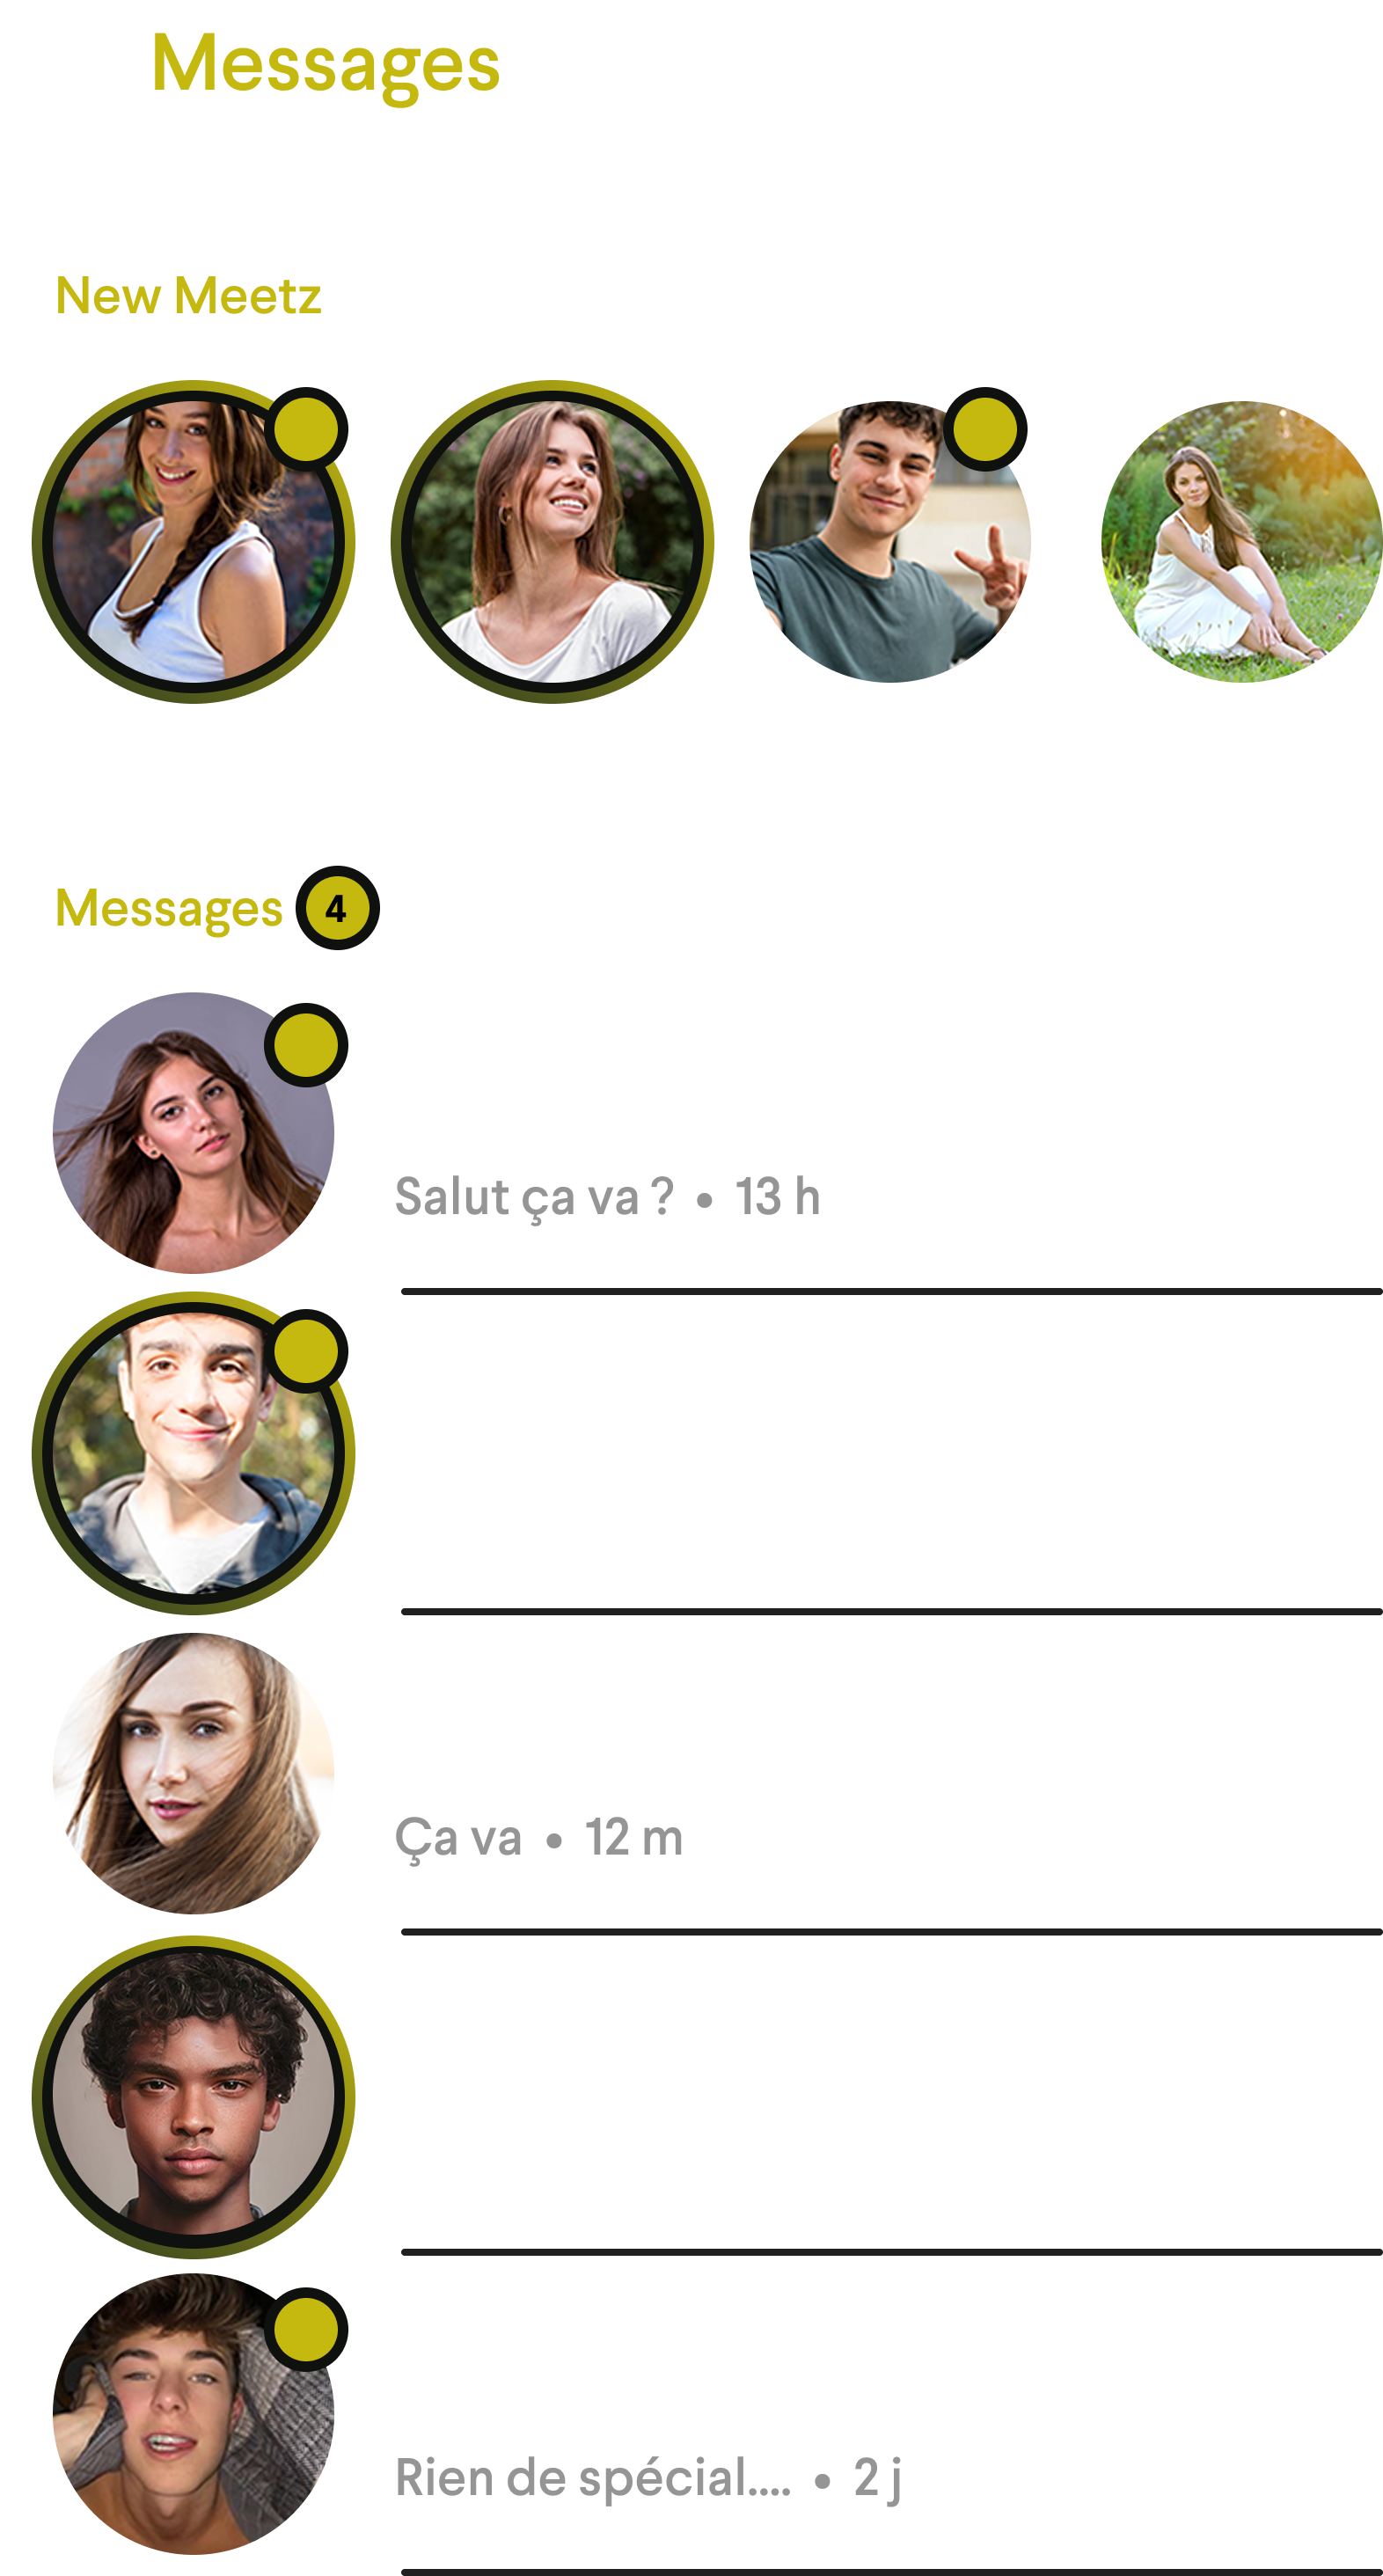 Messages
New Meetz
Messages 4
Salut ça va ? • 13 h
Ça va • 12 m
Rien de spécial.... • 2 j